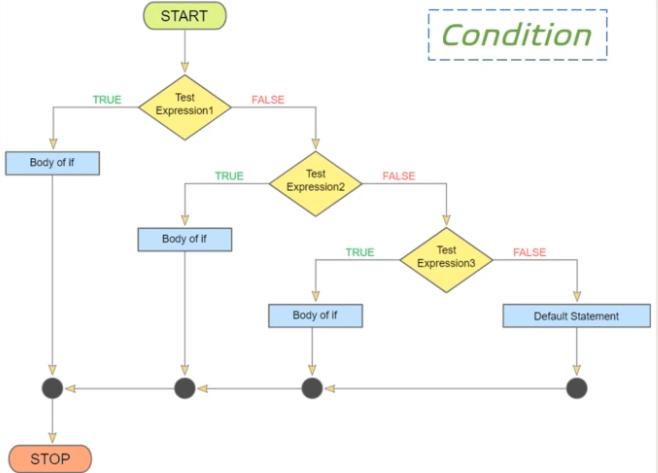 START
Condition
TRUE
Test
Expression1
FALSE
Body of if
TRUE
Test
Expression2
FALSE
Body of if
TRUE
Test
Expression3
FALSE
Body of if
Default Statement
STOP